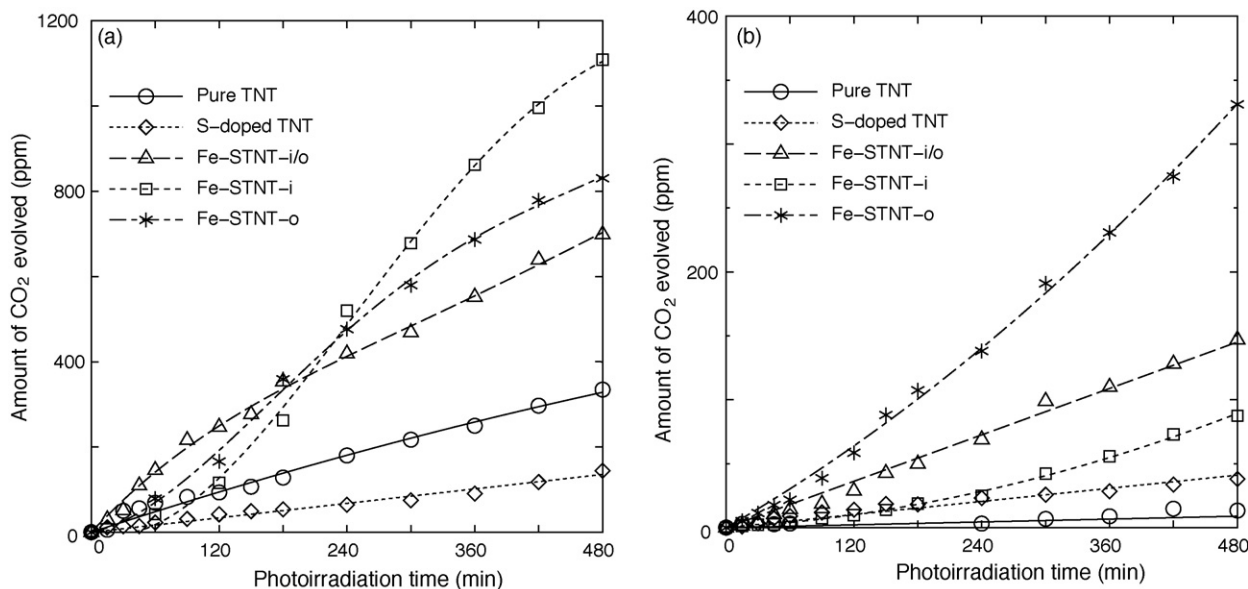 (a)
Amount of CO₂ evolved (ppm)
1200
800
400
0
Pure TNT
S-doped TNT
Fe-STNT-i/o
Fe-STNT-i
Fe-STNT-o
0 120 240 360 480
Photoirradiation time (min)
(b)
Amount of CO₂ evolved (ppm)
400
200
0
Pure TNT
S-doped TNT
Fe-STNT-i/o
Fe-STNT-i
Fe-STNT-o
0 120 240 360 480
Photoirradiation time (min)